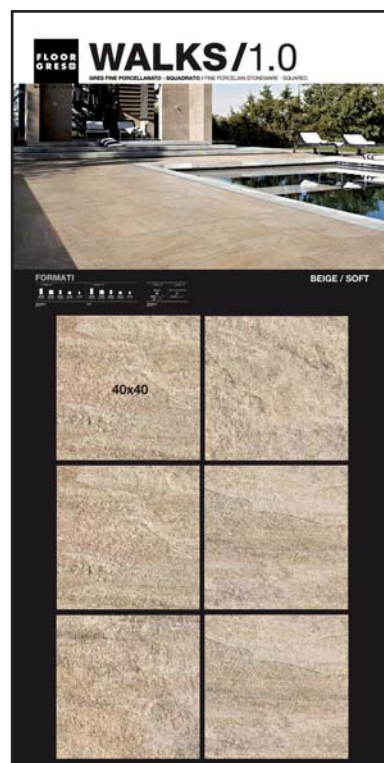 FLOOR
GRES
WALKS/1.0
GRES FINE PORCELLANATO - SQUADRATO / FINE PORCELAIN STONEWARE - SQUARED
FORMATI
BEIGE / SOFT
40x40